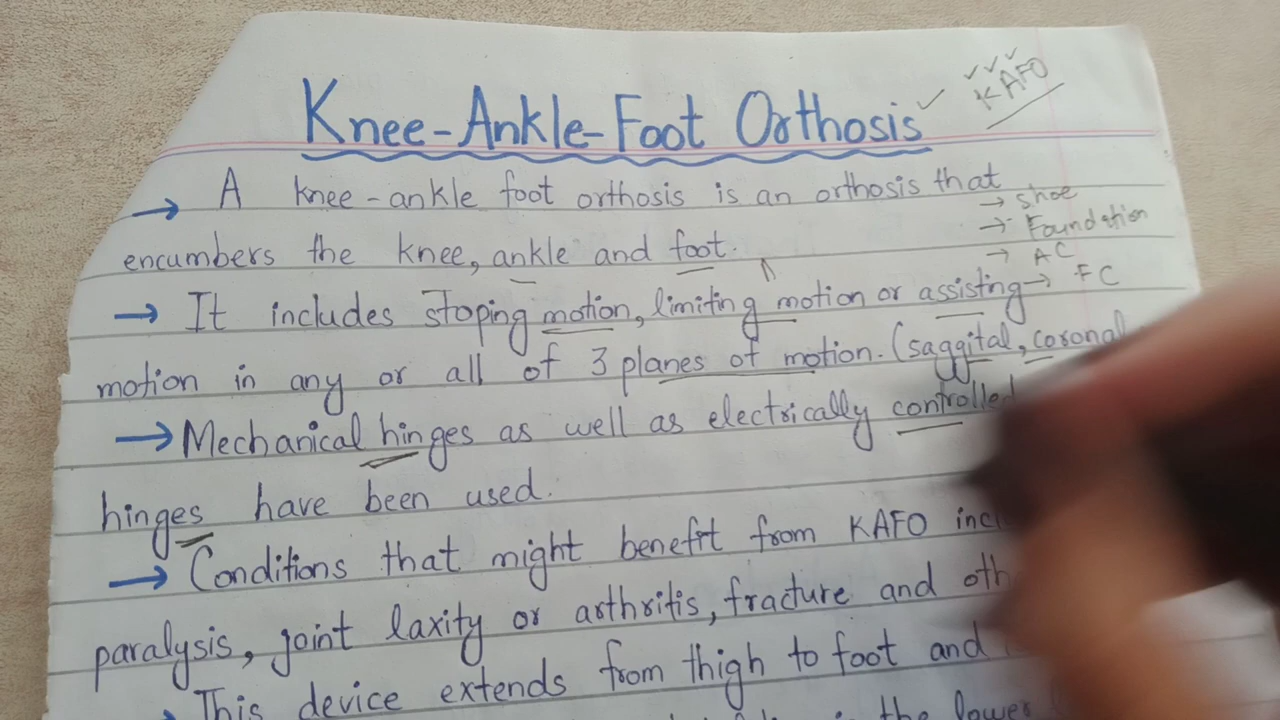 Knee-Ankle-Foot Orthosis ✓
KAFO
→ A knee-ankle foot orthosis is an orthosis that
→ Shoe
→ Foundation
encumbers the knee, ankle and foot.
→ AC
→ FC
→ It includes stoping motion, limiting motion or assisting
motion in any or all of 3 planes of motion. (saggital, coronal
→ Mechanical hinges as well as electrically controlled
hinges have been used.
→ Conditions that might benefit from KAFO
paralysis, joint laxity or arthritis, fracture and
This device extends from thigh to foot and
the lower